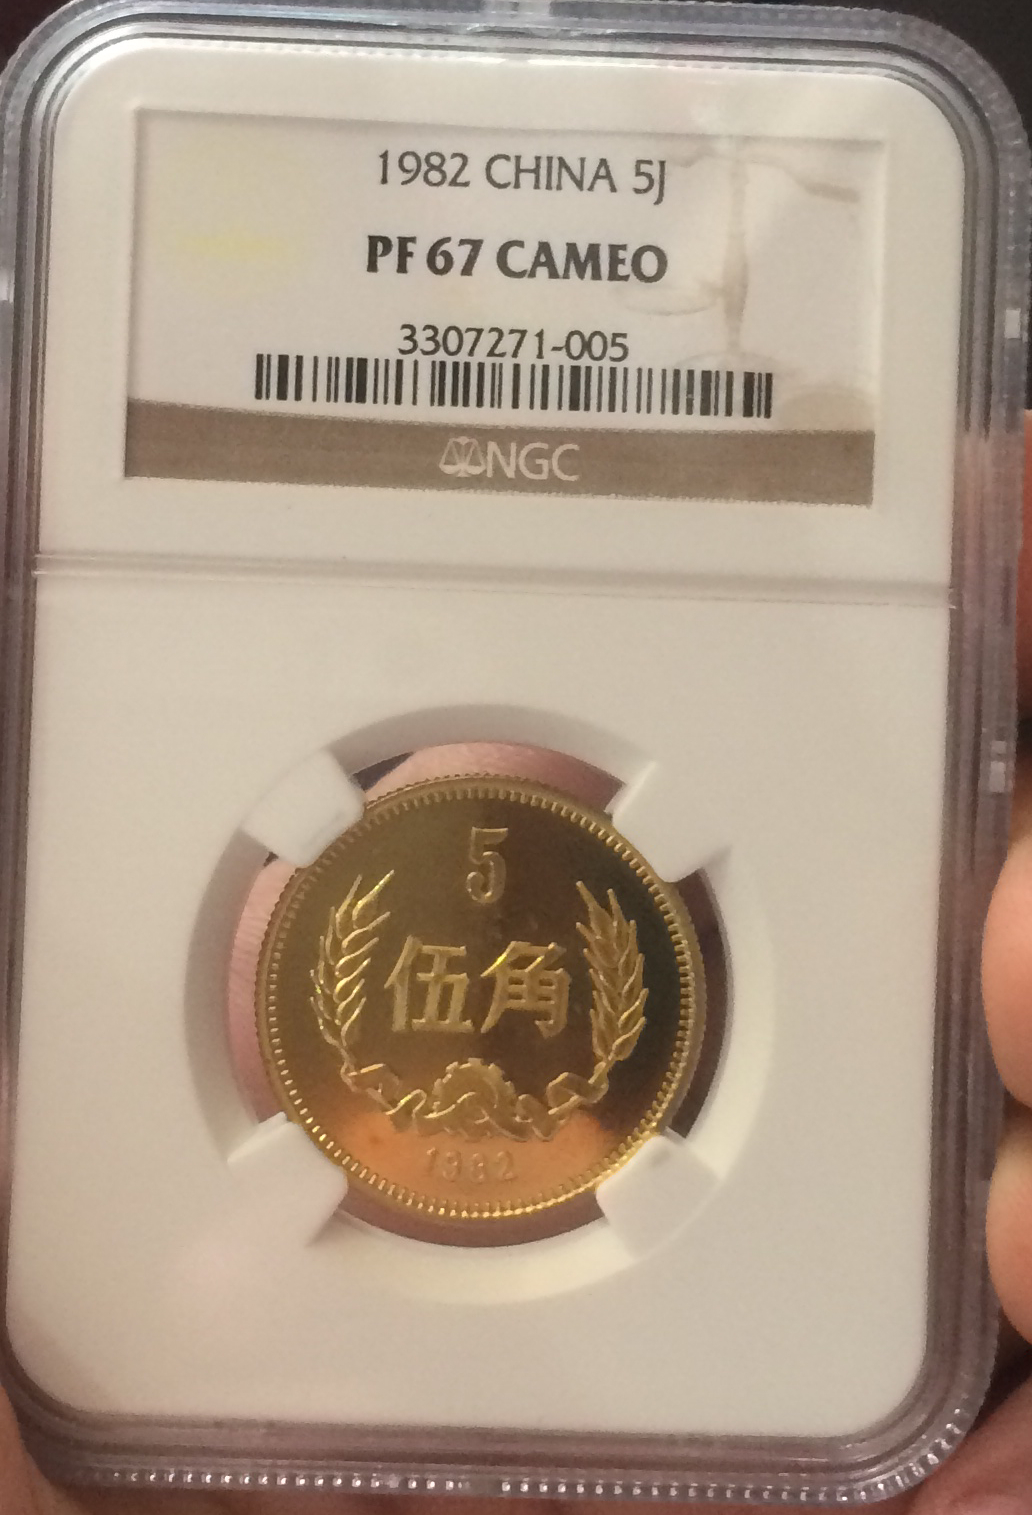 1982 CHINA 5J
PF 67 CAMEO
3307271-005
NGC
5
伍角
1982